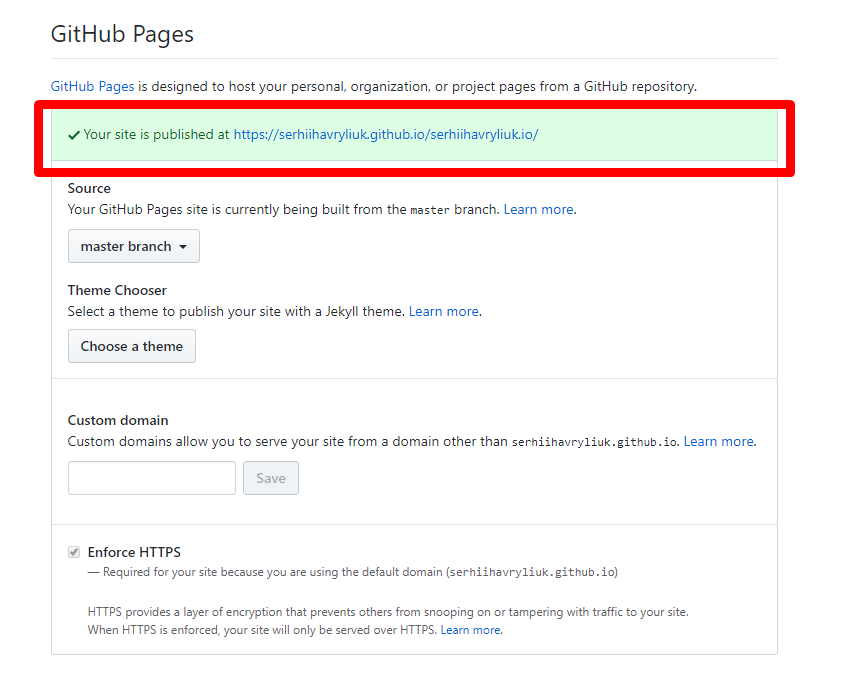 GitHub Pages
GitHub Pages is designed to host your personal, organization, or project pages from a GitHub repository.
✓ Your site is published at https://serhiihavryliuk.github.io/serhiihavryliuk.io/
Source
Your GitHub Pages site is currently being built from the master branch. Learn more.
master branch
Theme Chooser
Select a theme to publish your site with a Jekyll theme. Learn more.
Choose a theme
Custom domain
Custom domains allow you to serve your site from a domain other than serhiihavryliuk.github.io. Learn more.
Save
Enforce HTTPS
— Required for your site because you are using the default domain (serhiihavryliuk.github.io)
HTTPS provides a layer of encryption that prevents others from snooping on or tampering with traffic to your site.
When HTTPS is enforced, your site will only be served over HTTPS. Learn more.